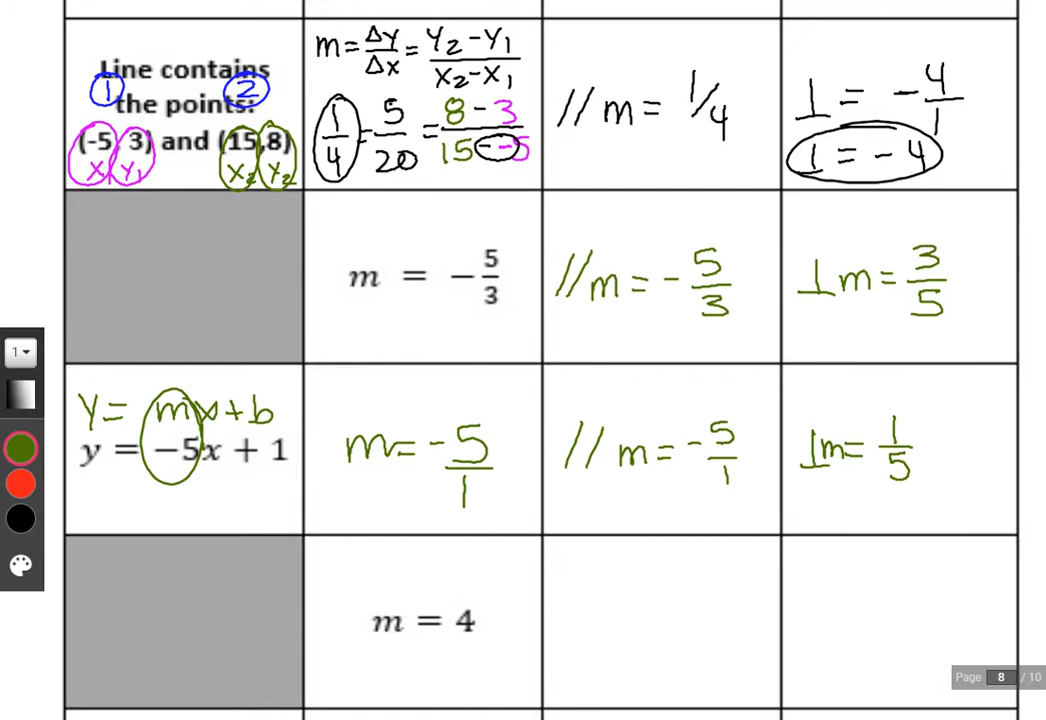 Line contains
the points:
(-5, 3) and (15,8)
1 2
X₁ Y₁ X₂ Y₂
m = ΔY/ΔX = Y₂ - Y₁/X₂ - X₁
1/4 = 5/20 = 8 - 3/15 - -5
// m = 1/4
⊥ = - 4/1
⊥ = - 4
m = - 5/3
// m = - 5/3
⊥m = 3/5
Y = mx + b
y = -5x + 1
m = - 5/1
// m = - 5/1
⊥m = 1/5
m = 4
1
Page 8 / 10